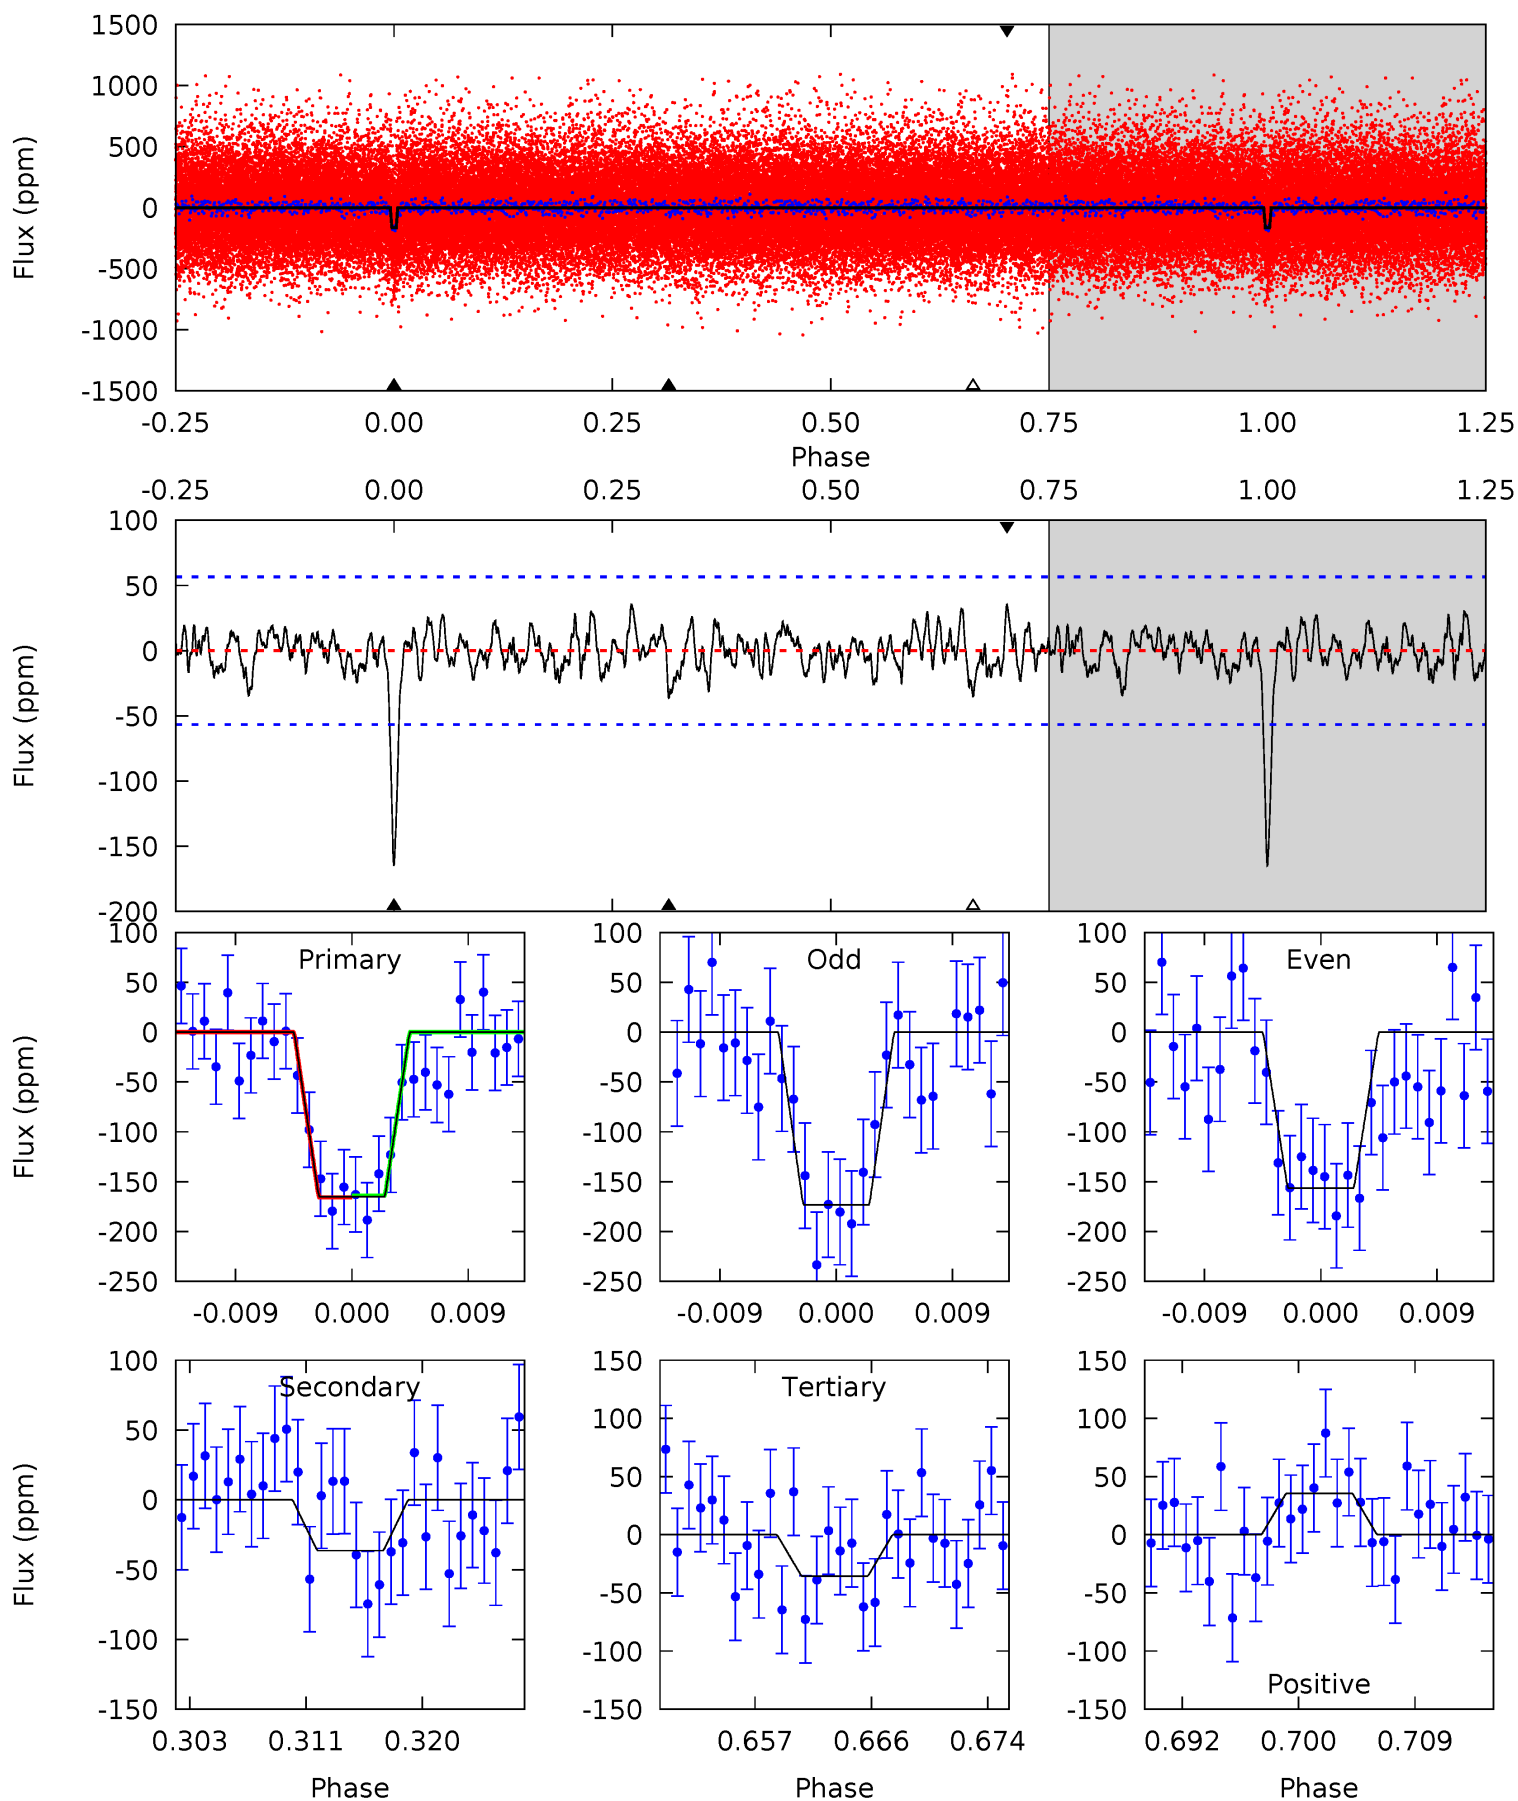 1500
1000
500
0
-500
-1000
-1500
Flux (ppm)
-0.25 0.00 0.25 0.50 0.75 1.00 1.25
Phase
-0.25 0.00 0.25 0.50 0.75 1.00 1.25
100
50
0
-50
-100
-150
-200
Flux (ppm)
100 50 0 -50 -100 -150 -200 -250
Flux (ppm)
Primary
-0.009 0.000 0.009
100 50 0 -50 -100 -150 -200 -250
Odd
-0.009 0.000 0.009
100 50 0 -50 -100 -150 -200 -250
Even
-0.009 0.000 0.009
100 50 0 -50 -100 -150
Flux (ppm)
Secondary
0.303 0.311 0.320
Phase
150 100 50 0 -50 -100 -150
Tertiary
0.657 0.666 0.674
Phase
150 100 50 0 -50 -100 -150
Positive
0.692 0.700 0.709
Phase